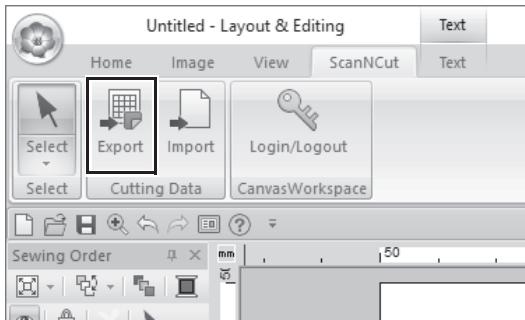 Untitled - Layout & Editing Text
Home Image View ScanNCut Text
Select Export Import Login/Logout
Select Cutting Data CanvasWorkspace
Sewing Order
mm 50
50